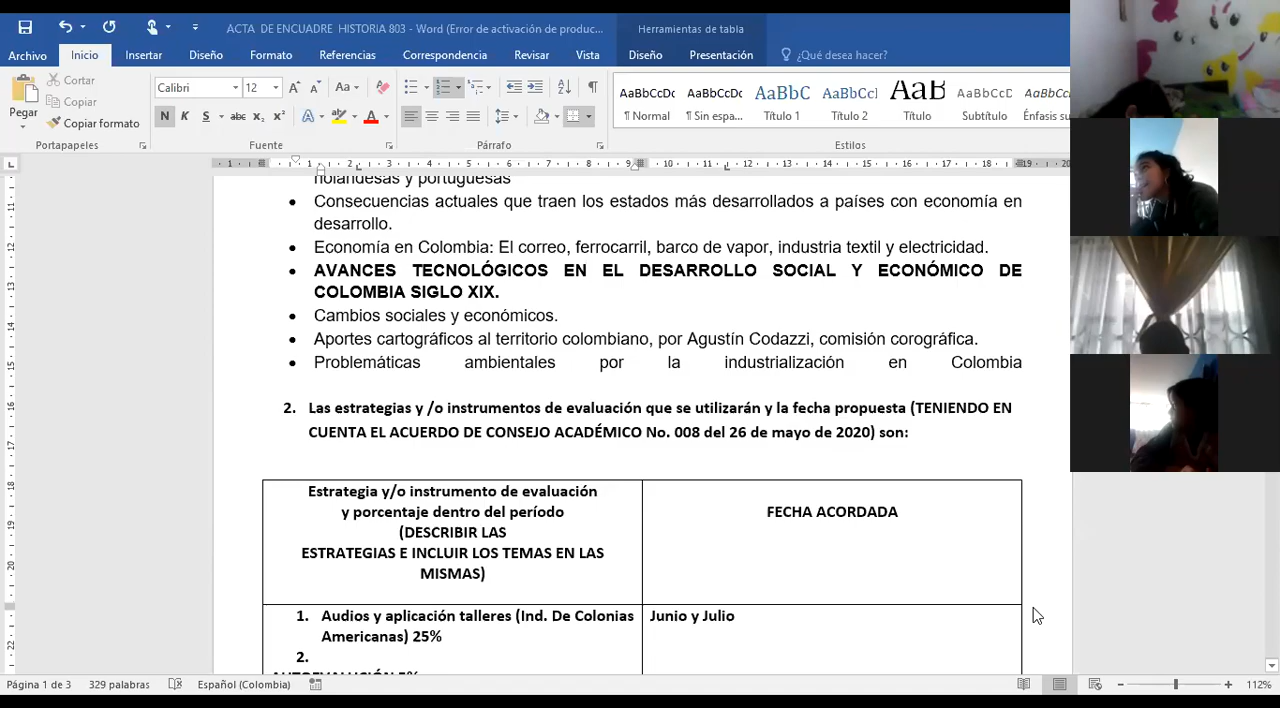 ACTA DE ENCUADRE HISTORIA 803 - Word (Error de activación de produc...
Herramientas de tabla
Archivo
Inicio
Insertar
Diseño
Formato
Referencias
Correspondencia
Revisar
Vista
Diseño
Presentación
¿Qué desea hacer?
Pegar
Cortar
Copiar
Copiar formato
Portapapeles
Calibri
12
Aa
N K S abc x₂ x²
Fuente
Párrafo
AaBbCcDc
¶ Normal
AaBbCcDc
¶ Sin espa...
AaBbC
Título 1
AaBbCcI
Título 2
AaB
Título
AaBbCcD
Subtítulo
AaBbCcDc
Énfasis su
Estilos
holandesas y portuguesas
• Consecuencias actuales que traen los estados más desarrollados a países con economía en
desarrollo.
• Economía en Colombia: El correo, ferrocarril, barco de vapor, industria textil y electricidad.
• AVANCES TECNOLÓGICOS EN EL DESARROLLO SOCIAL Y ECONÓMICO DE
COLOMBIA SIGLO XIX.
• Cambios sociales y económicos.
• Aportes cartográficos al territorio colombiano, por Agustín Codazzi, comisión corográfica.
• Problemáticas ambientales por la industrialización en Colombia
2. Las estrategias y /o instrumentos de evaluación que se utilizarán y la fecha propuesta (TENIENDO EN
CUENTA EL ACUERDO DE CONSEJO ACADÉMICO No. 008 del 26 de mayo de 2020) son:
Estrategia y/o instrumento de evaluación
y porcentaje dentro del período
(DESCRIBIR LAS
ESTRATEGIAS E INCLUIR LOS TEMAS EN LAS
MISMAS)
FECHA ACORDADA
1. Audios y aplicación talleres (Ind. De Colonias
Americanas) 25%
Junio y Julio
2.
AUTOEVALUACIÓN 5%
Página 1 de 3
329 palabras
Español (Colombia)
112%